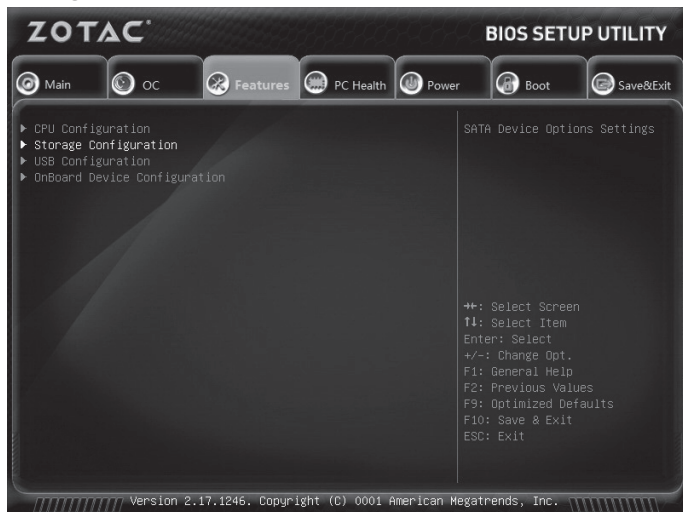 ZOTAC®
BIOS SETUP UTILITY
Main OC Features PC Health Power Boot Save&Exit
▶ CPU Configuration
▶ Storage Configuration
▶ USB Configuration
▶ OnBoard Device Configuration
SATA Device Options Settings
→←: Select Screen
↑↓: Select Item
Enter: Select
+/-: Change Opt.
F1: General Help
F2: Previous Values
F9: Optimized Defaults
F10: Save & Exit
ESC: Exit
Version 2.17.1246. Copyright (C) 0001 American Megatrends, Inc.